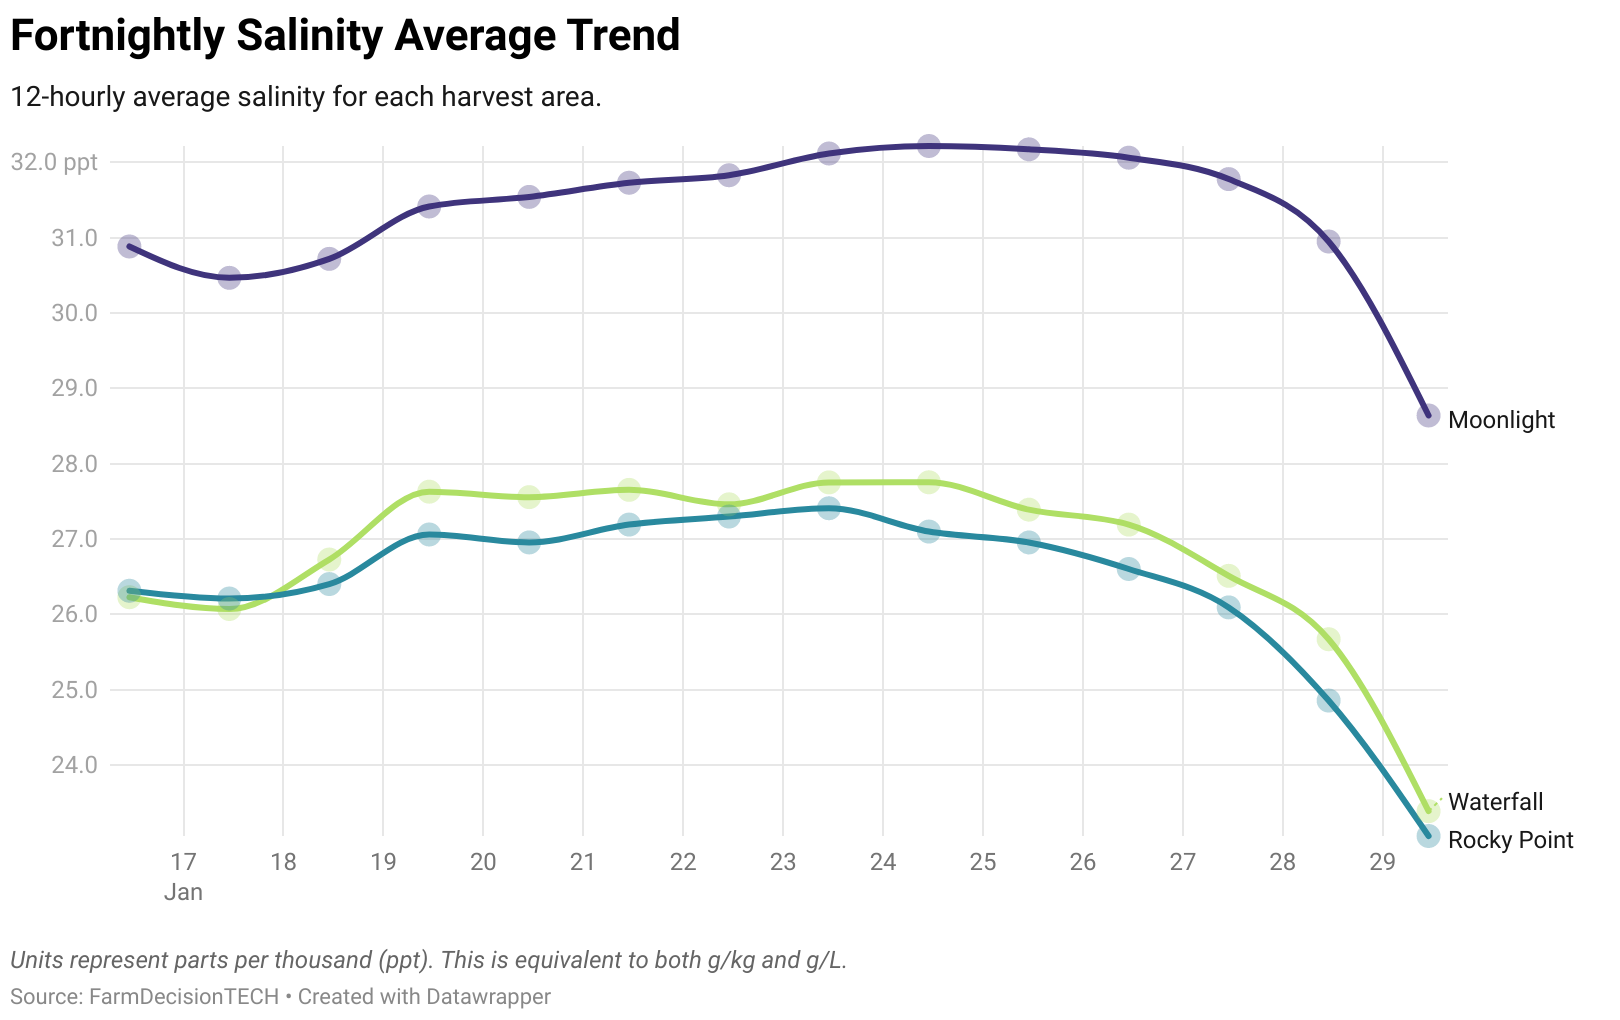 Fortnightly Salinity Average Trend
12-hourly average salinity for each harvest area.
32.0 ppt
31.0
30.0
29.0
Moonlight
28.0
27.0
26.0
25.0
24.0
Waterfall
Rocky Point
17 18 19 20 21 22 23 24 25 26 27 28 29
Jan
Units represent parts per thousand (ppt). This is equivalent to both g/kg and g/L.
Source: FarmDecisionTECH • Created with Datawrapper